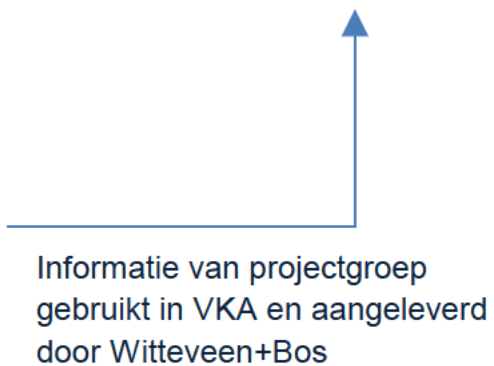 Informatie van projectgroep
gebruikt in VKA en aangeleverd
door Witteveen+Bos